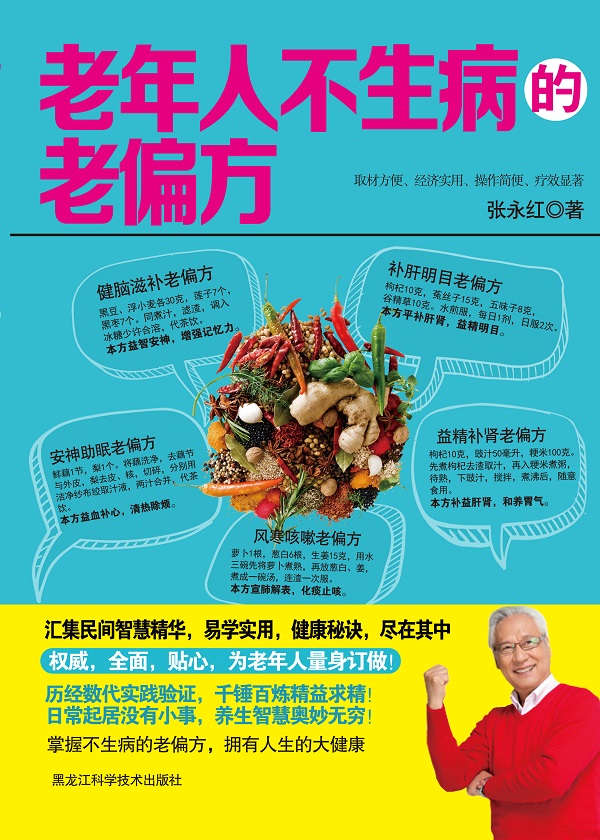 老年人不生病的
老偏方
取材方便、经济实用、操作简便、疗效显著
张永红◎著
健脑滋补老偏方
黑豆、浮小麦各30克，莲子7个，
黑枣7个。同煮汁，滤渣，调入
冰糖少许合溶，代茶饮。
本方益智安神，增强记忆力。
补肝明目老偏方
枸杞10克，菟丝子15克，五味子8克，
谷精草10克。水煎服，每日1剂，日服2次。
本方平补肝肾，益精明目。
安神助眠老偏方
鲜藕1节，梨1个。将藕洗净，去藕节
与外皮，梨去皮、核，切碎，分别用
洁净纱布绞取汁液，两汁合并，代茶
饮。
本方益血补心，清热除烦。
益精补肾老偏方
枸杞10克，豉汁50毫升，粳米100克。
先煮枸杞去渣取汁，再入粳米煮粥，
待熟，下豉汁，搅拌，煮沸后，随意
食用。
本方补益肝肾，和养胃气。
风寒咳嗽老偏方
萝卜1根，葱白6根，生姜15克，用水
三碗先将萝卜煮熟，再放葱白、姜，
煮成一碗汤，连渣一次服。
本方宣肺解表，化痰止咳。
汇集民间智慧精华，易学实用，健康秘诀，尽在其中
权威，全面，贴心，为老年人量身订做！
历经数代实践验证，千锤百炼精益求精！
日常起居没有小事，养生智慧奥妙无穷！
掌握不生病的老偏方，拥有人生的大健康
黑龙江科学技术出版社